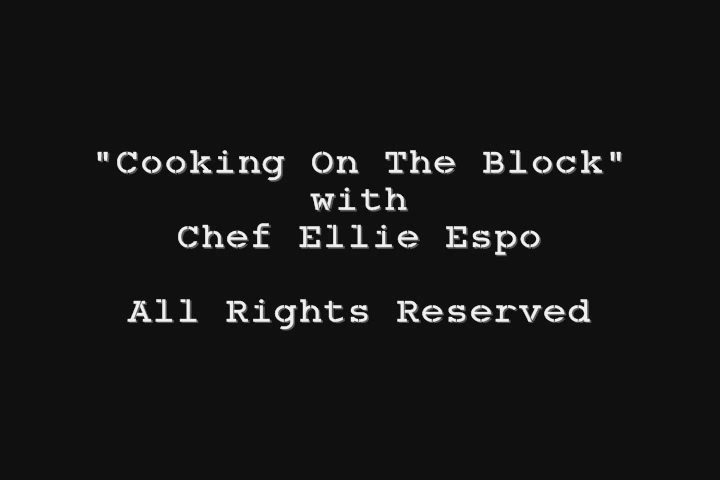 "Cooking On The Block"
with
Chef Ellie Espo
All Rights Reserved